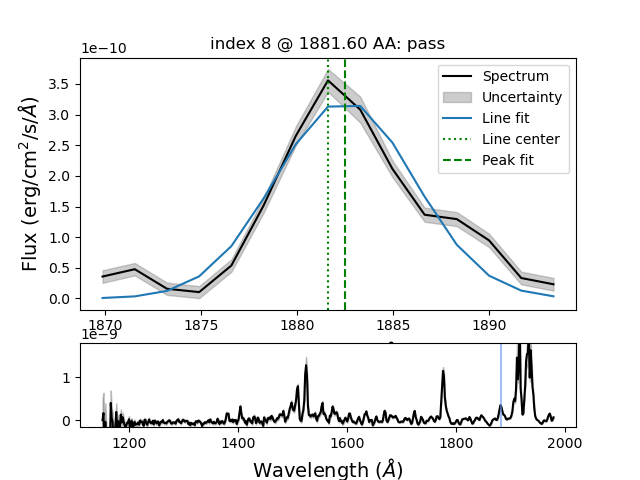 index 8 @ 1881.60 AA: pass
1e−10
Flux (erg/cm²/s/Å)
3.5
3.0
2.5
2.0
1.5
1.0
0.5
0.0
Spectrum
Uncertainty
Line fit
Line center
Peak fit
1870 1875 1880 1885 1890
1e−9
1
0
1200 1400 1600 1800 2000
Wavelength (Å)